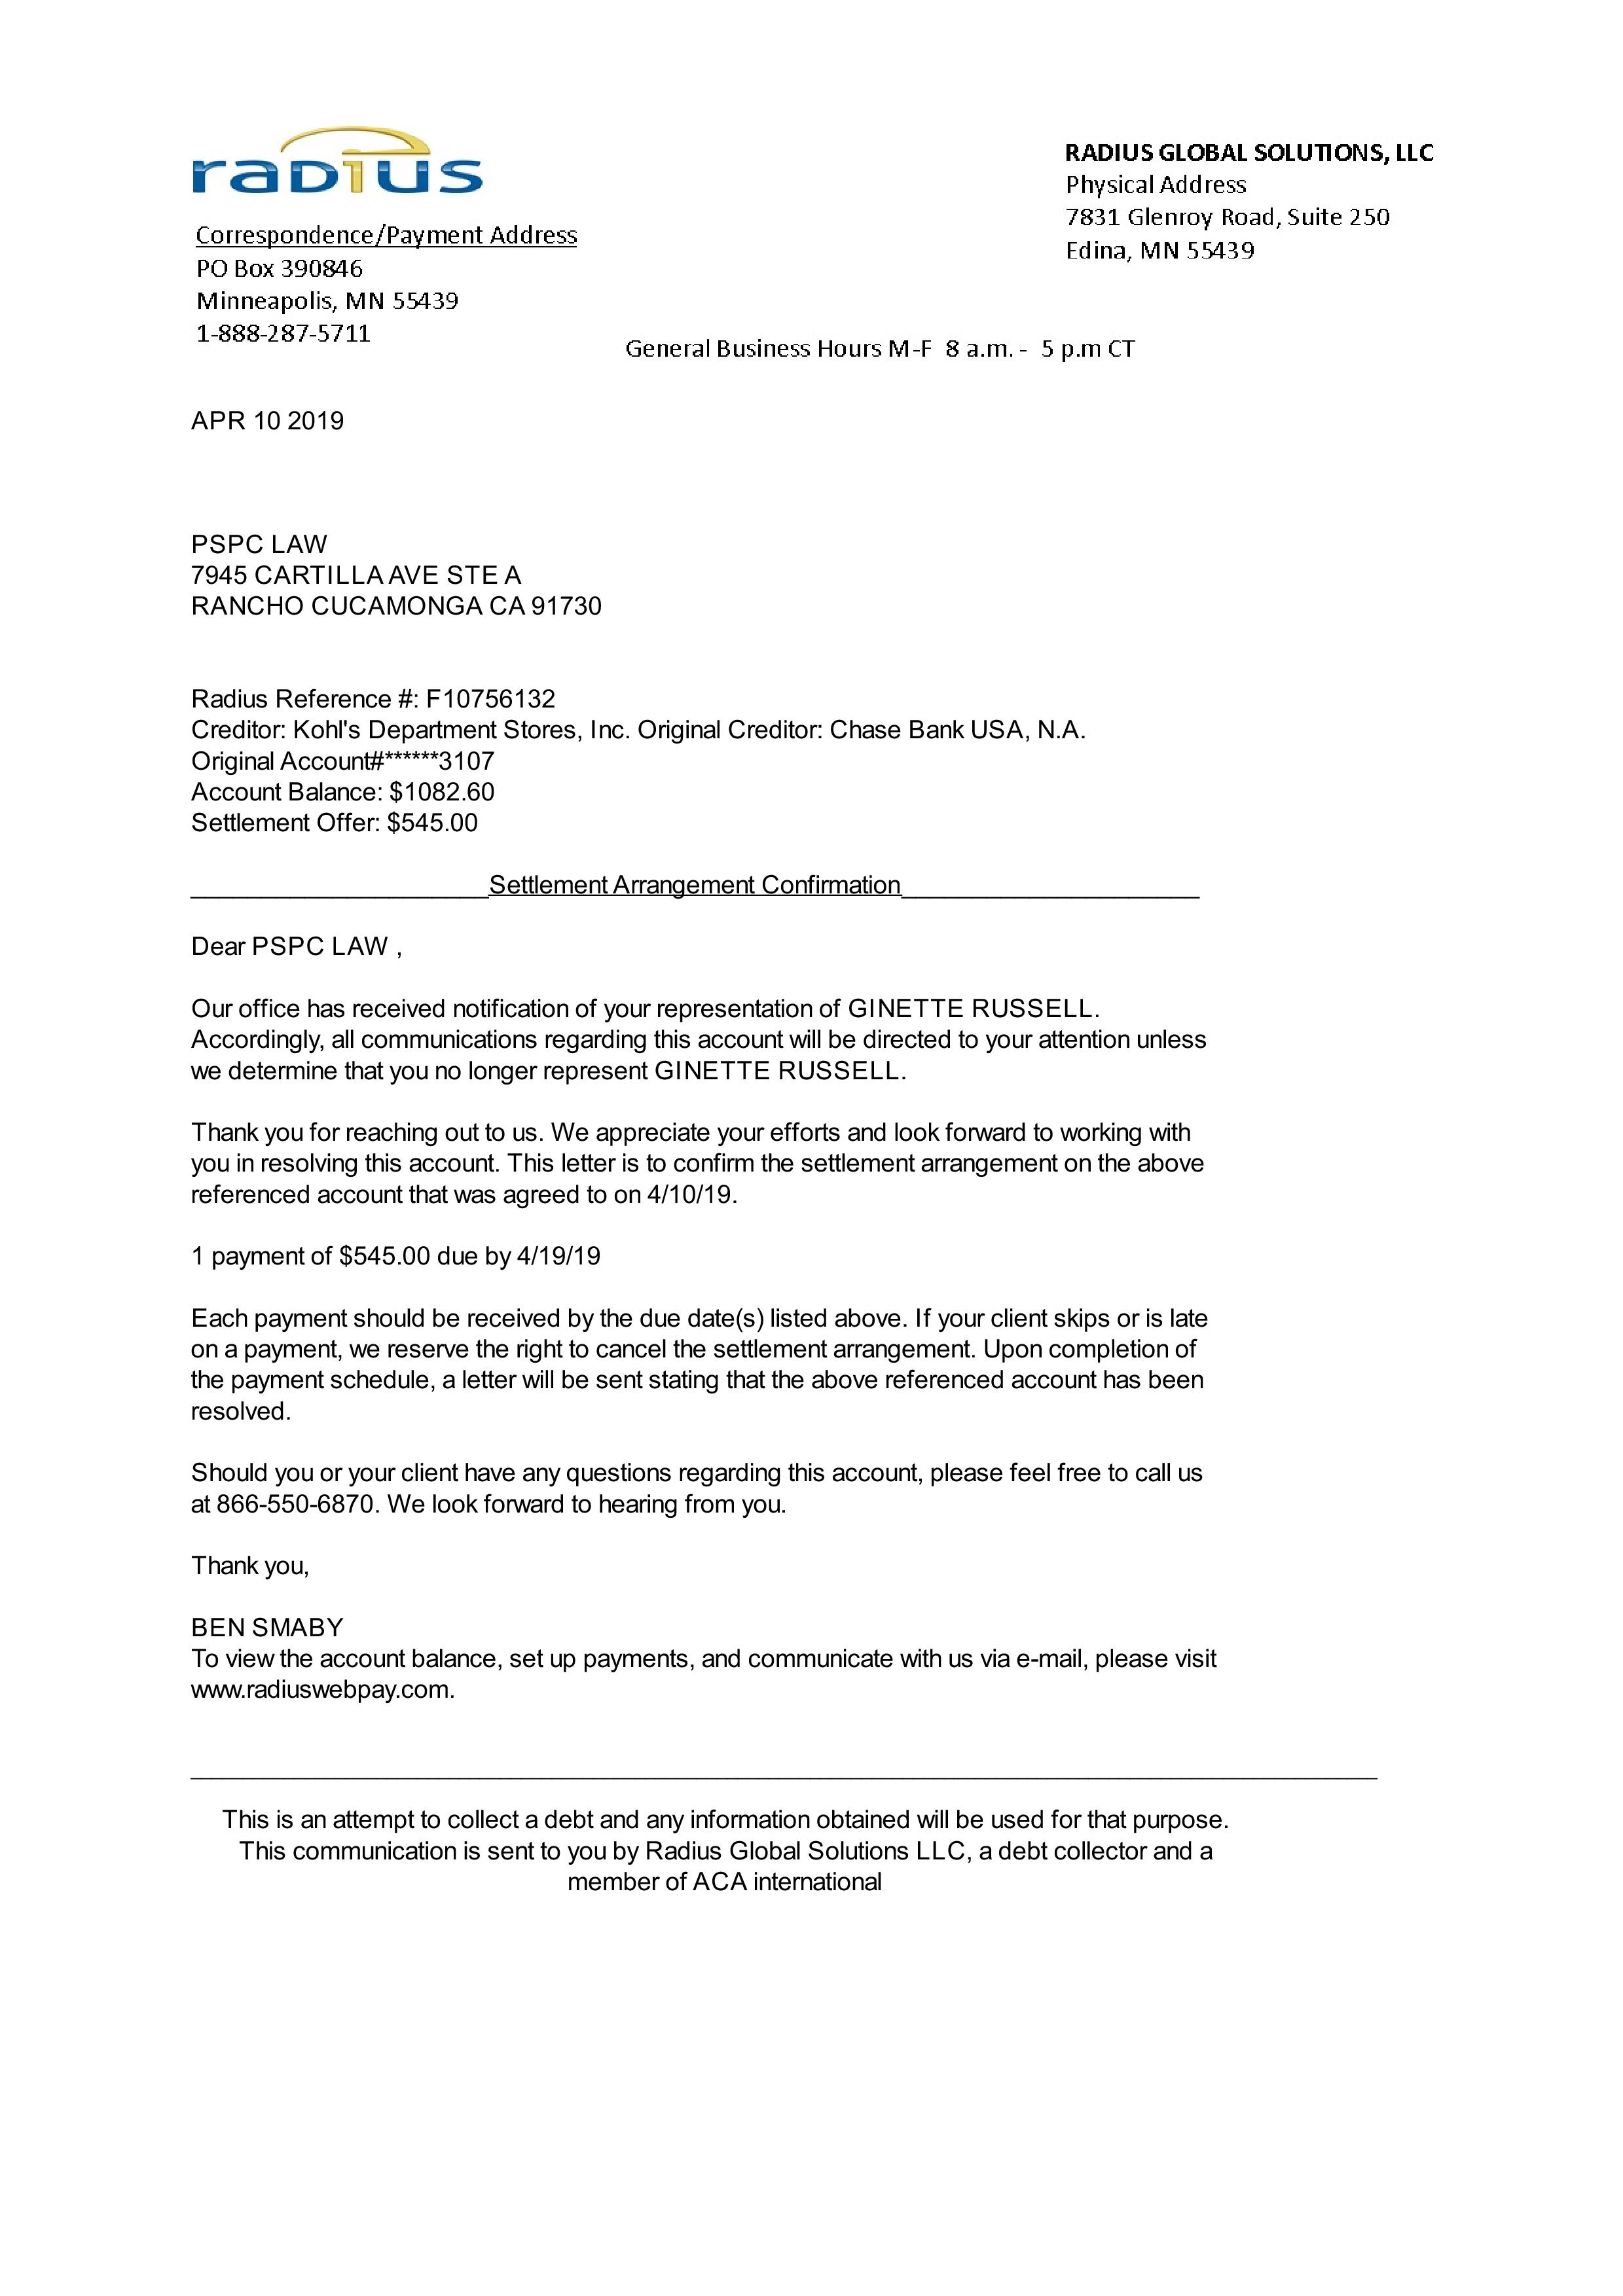 radius
RADIUS GLOBAL SOLUTIONS, LLC
Physical Address
7831 Glenroy Road, Suite 250
Edina, MN 55439
Correspondence/Payment Address
PO Box 390846
Minneapolis, MN 55439
1-888-287-5711
General Business Hours M-F 8 a.m. - 5 p.m CT
APR 10 2019
PSPC LAW
7945 CARTILLA AVE STE A
RANCHO CUCAMONGA CA 91730
Radius Reference #: F10756132
Creditor: Kohl's Department Stores, Inc. Original Creditor: Chase Bank USA, N.A.
Original Account#******3107
Account Balance: $1082.60
Settlement Offer: $545.00
Settlement Arrangement Confirmation
Dear PSPC LAW ,
Our office has received notification of your representation of GINETTE RUSSELL.
Accordingly, all communications regarding this account will be directed to your attention unless
we determine that you no longer represent GINETTE RUSSELL.
Thank you for reaching out to us. We appreciate your efforts and look forward to working with
you in resolving this account. This letter is to confirm the settlement arrangement on the above
referenced account that was agreed to on 4/10/19.
1 payment of $545.00 due by 4/19/19
Each payment should be received by the due date(s) listed above. If your client skips or is late
on a payment, we reserve the right to cancel the settlement arrangement. Upon completion of
the payment schedule, a letter will be sent stating that the above referenced account has been
resolved.
Should you or your client have any questions regarding this account, please feel free to call us
at 866-550-6870. We look forward to hearing from you.
Thank you,
BEN SMABY
To view the account balance, set up payments, and communicate with us via e-mail, please visit
www.radiuswebpay.com.
This is an attempt to collect a debt and any information obtained will be used for that purpose.
This communication is sent to you by Radius Global Solutions LLC, a debt collector and a
member of ACA international